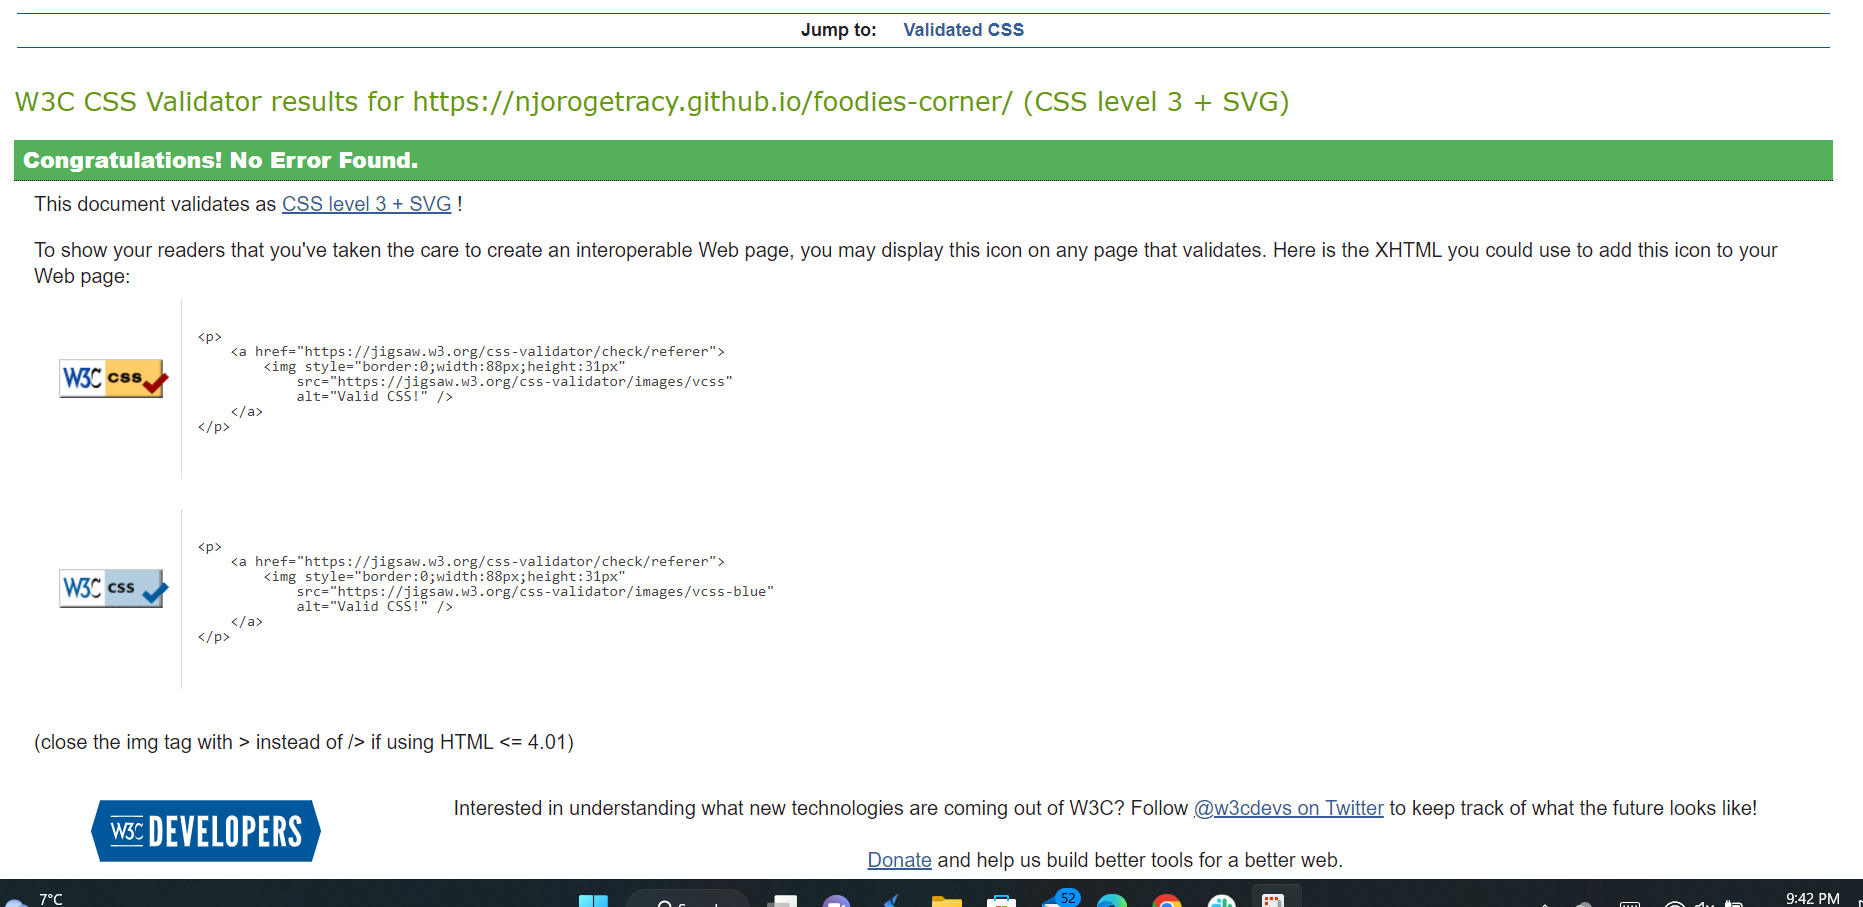 Jump to: Validated CSS
W3C CSS Validator results for https://njorogetracy.github.io/foodies-corner/ (CSS level 3 + SVG)
Congratulations! No Error Found.
This document validates as CSS level 3 + SVG !
To show your readers that you've taken the care to create an interoperable Web page, you may display this icon on any page that validates. Here is the XHTML you could use to add this icon to your
Web page:
W3C css
<p>
<a href="https://jigsaw.w3.org/css-validator/check/referer">
<img style="border:0;width:88px;height:31px"
src="https://jigsaw.w3.org/css-validator/images/vcss"
alt="Valid CSS!" />
</a>
</p>
W3C css
<p>
<a href="https://jigsaw.w3.org/css-validator/check/referer">
<img style="border:0;width:88px;height:31px"
src="https://jigsaw.w3.org/css-validator/images/vcss-blue"
alt="Valid CSS!" />
</a>
</p>
(close the img tag with > instead of /> if using HTML <= 4.01)
W3C DEVELOPERS
Interested in understanding what new technologies are coming out of W3C? Follow @w3cdevs on Twitter to keep track of what the future looks like!
Donate and help us build better tools for a better web.
7°C
52
9:42 PM